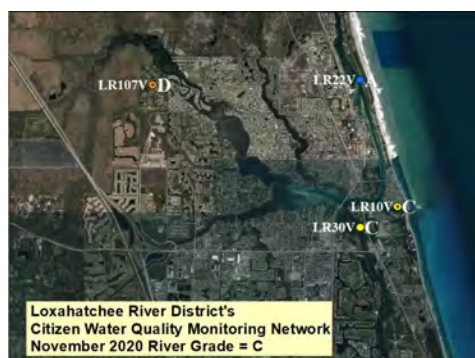 LR107V D
LR22V A
LR10V C
LR30V C
Loxahatchee River District's
Citizen Water Quality Monitoring Network
November 2020 River Grade = C